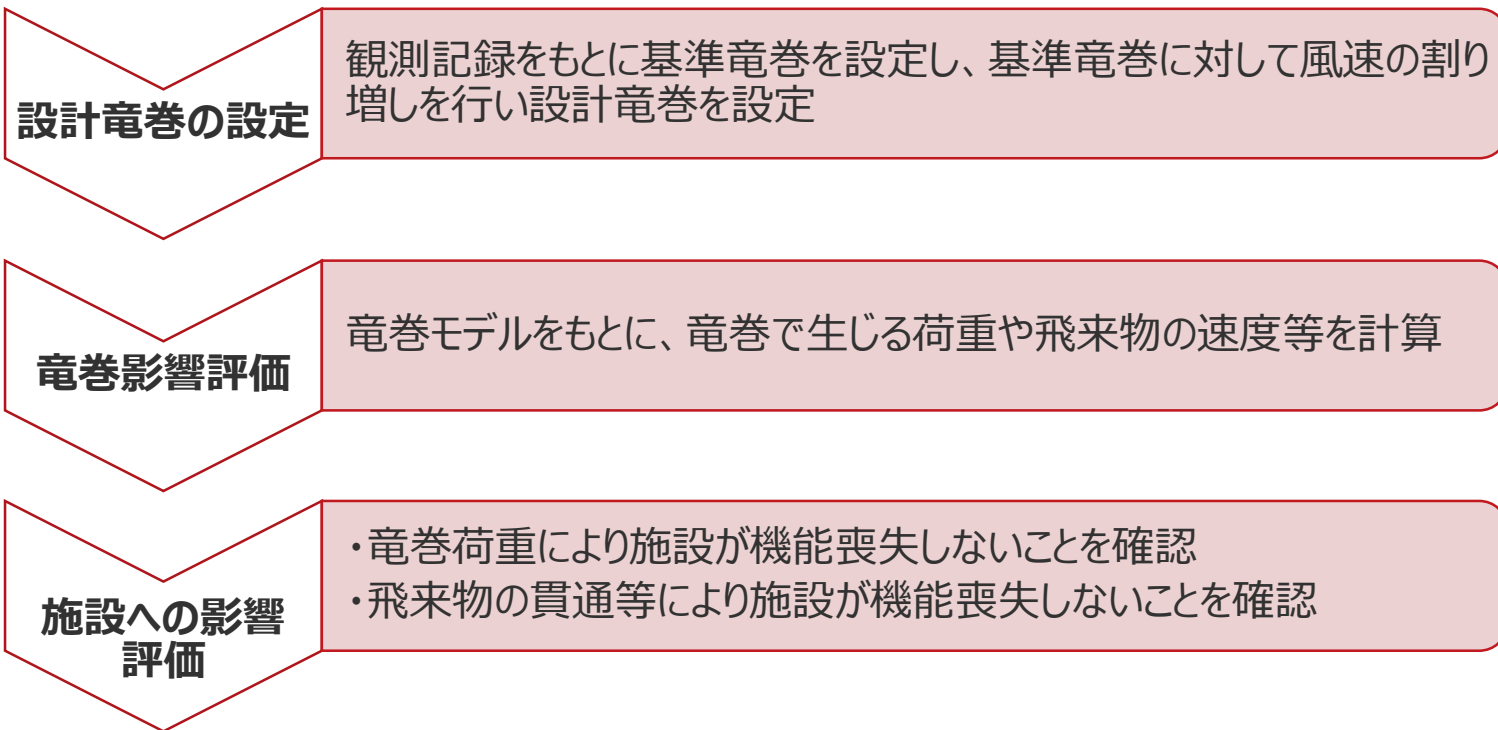 設計竜巻の設定
観測記録をもとに基準竜巻を設定し、基準竜巻に対して風速の割り
増しを行い設計竜巻を設定
竜巻影響評価
竜巻モデルをもとに、竜巻で生じる荷重や飛来物の速度等を計算
施設への影響
評価
・竜巻荷重により施設が機能喪失しないことを確認
・飛来物の貫通等により施設が機能喪失しないことを確認